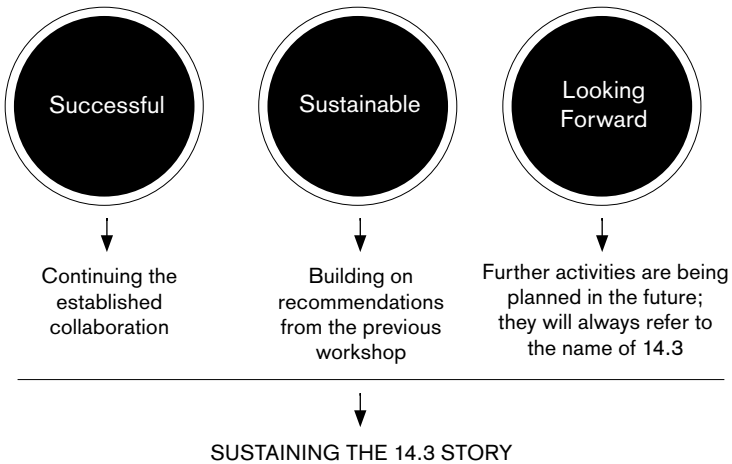 Successful
Sustainable
Looking
Forward
Continuing the
established
collaboration
Building on
recommendations
from the previous
workshop
Further activities are being
planned in the future;
they will always refer to
the name of 14.3
SUSTAINING THE 14.3 STORY